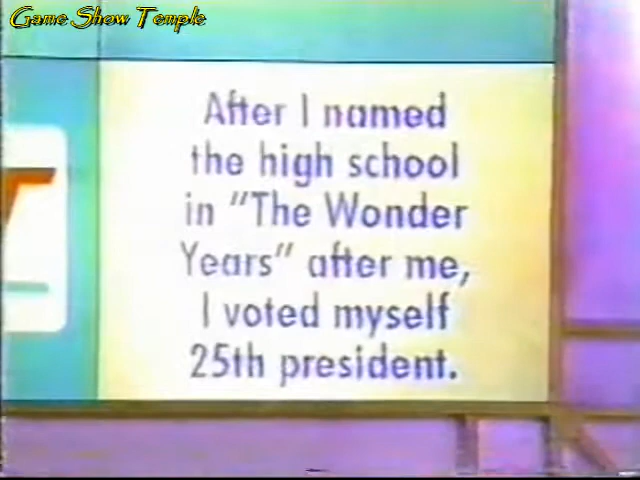 Game Show Temple
After I named
the high school
in "The Wonder
Years" after me,
I voted myself
25th president.